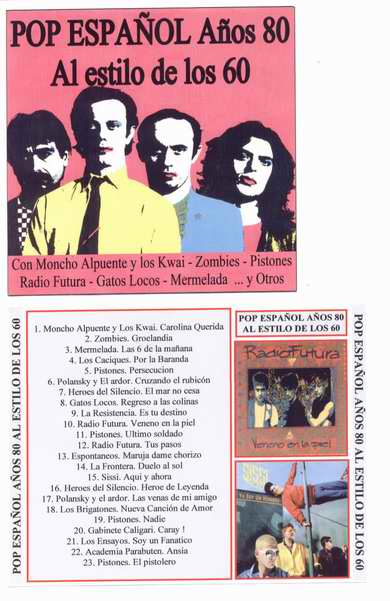 POP ESPAÑOL Años 80
Al estilo de los 60
Con Moncho Alpuente y los Kwai - Zombies - Pistones
Radio Futura - Gatos Locos - Mermelada ... y Otros
POP ESPAÑOL AÑOS 80 AL ESTILO DE LOS 60
1. Moncho Alpuente y Los Kwai. Carolina Querida
2. Zombies. Groelandia
3. Mermelada. Las 6 de la mañana
4. Los Caciques. Por la Baranda
5. Pistones. Persecucion
6. Polansky y El ardor. Cruzando el rubicón
7. Heroes del Silencio. El mar no cesa
8. Gatos Locos. Regreso a las colinas
9. La Resistencia. Es tu destino
10. Radio Futura. Veneno en la piel
11. Pistones. Ultimo soldado
12. Radio Futura. Tus pasos
13. Espontaneos. Maruja dame chorizo
14. La Frontera. Duelo al sol
15. Sissi. Aqui y ahora
16. Heroes del Silencio. Heroe de Leyenda
17. Polansky y el ardor. Las venas de mi amigo
18. Los Brigatones. Nueva Canción de Amor
19. Pistones. Nadie
20. Gabinete Caligari. Caray !
21. Los Ensayos. Soy un Fanatico
22. Academia Parabuten. Ansia
23. Pistones. El pistolero
POP ESPAÑOL AÑOS 80
AL ESTILO DE LOS 60
RADIO FUTURA
Veneno en la piel
SISSI
POP ESPAÑOL AÑOS 80 AL ESTILO DE LOS 60